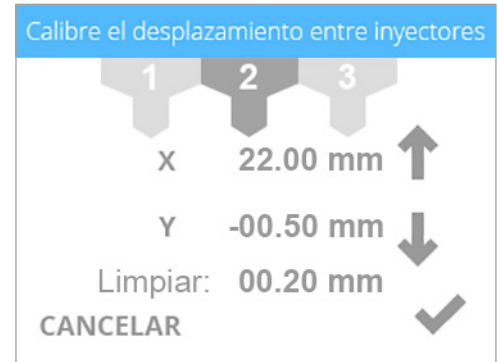 Calibre el desplazamiento entre inyectores
1 2 3
X 22.00 mm
Y -00.50 mm
Limpiar: 00.20 mm
CANCELAR